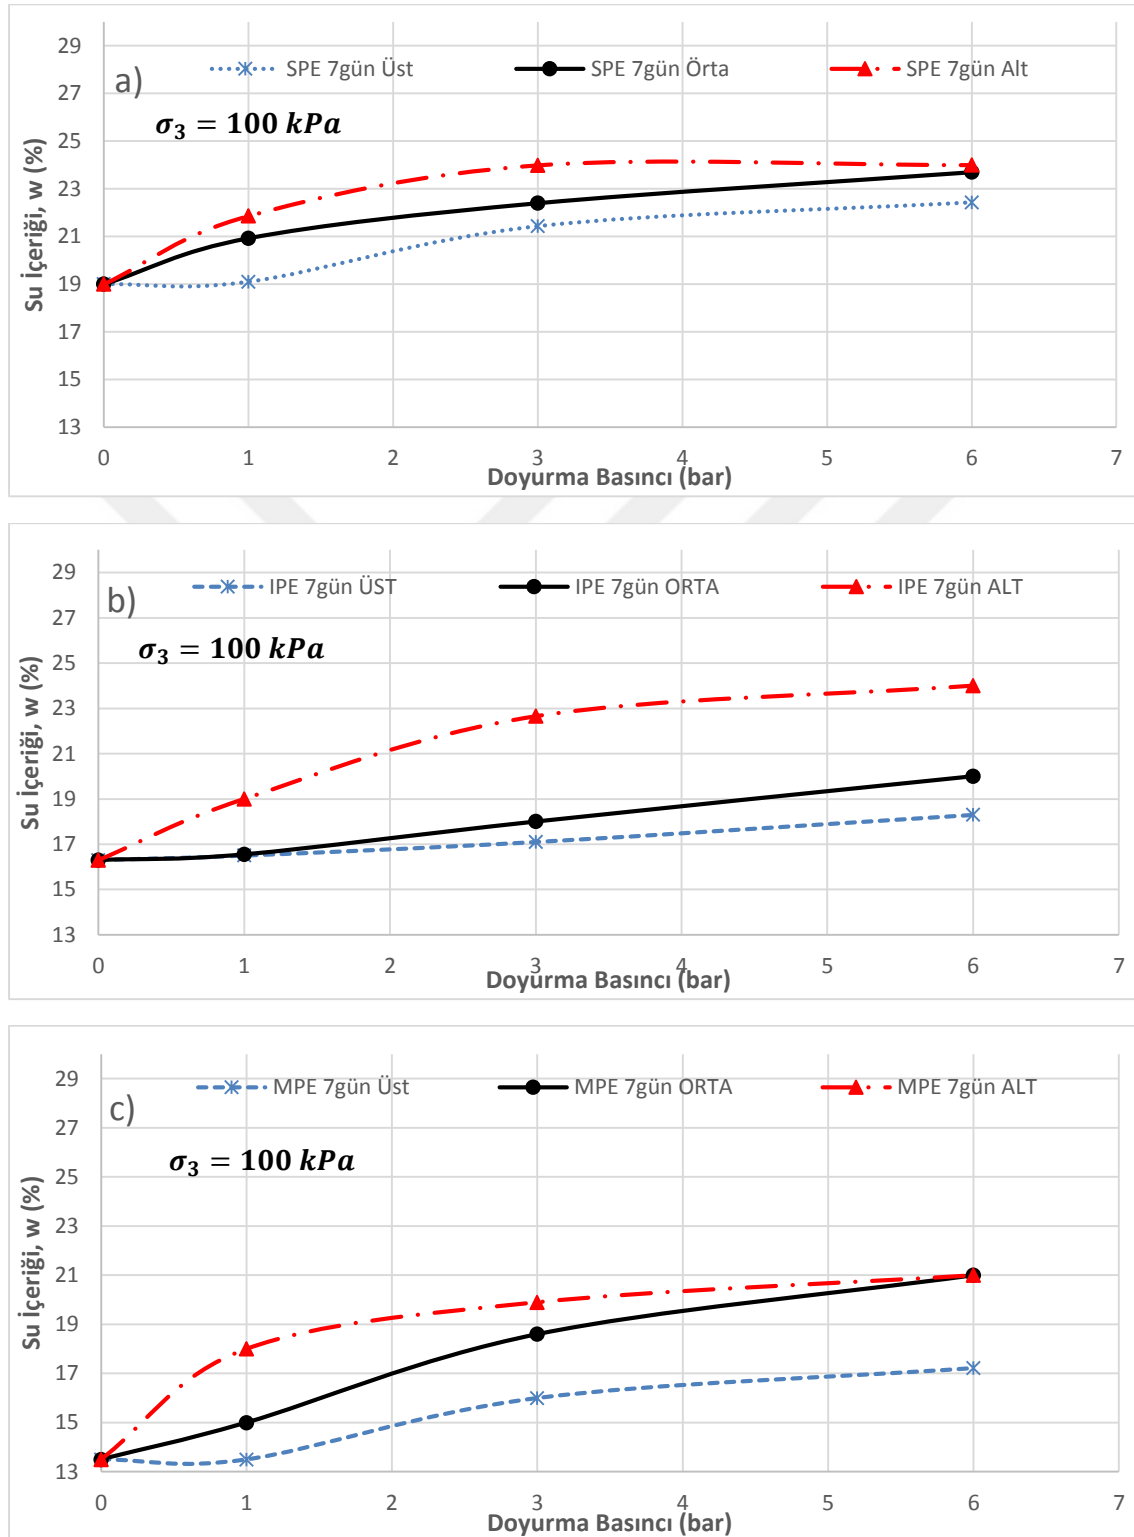 29
SPE 7gün Üst SPE 7gün Örta SPE 7gün Alt
a)
27
σ₃ = 100 kPa
25
23
21
19
17
15
13
Su İçeriği, w (%)
0 1 2 3 4 5 6 7
Doyurma Basıncı (bar)
29
IPE 7gün ÜST IPE 7gün ORTA IPE 7gün ALT
b)
27
σ₃ = 100 kPa
25
23
21
19
17
15
13
Su İçeriği, w (%)
0 1 2 3 4 5 6 7
Doyurma Basıncı (bar)
29
MPE 7gün Üst MPE 7gün ORTA MPE 7gün ALT
c)
27
σ₃ = 100 kPa
25
23
21
19
17
15
13
Su İçeriği, w (%)
0 1 2 3 4 5 6 7
Doyurma Basıncı (bar)